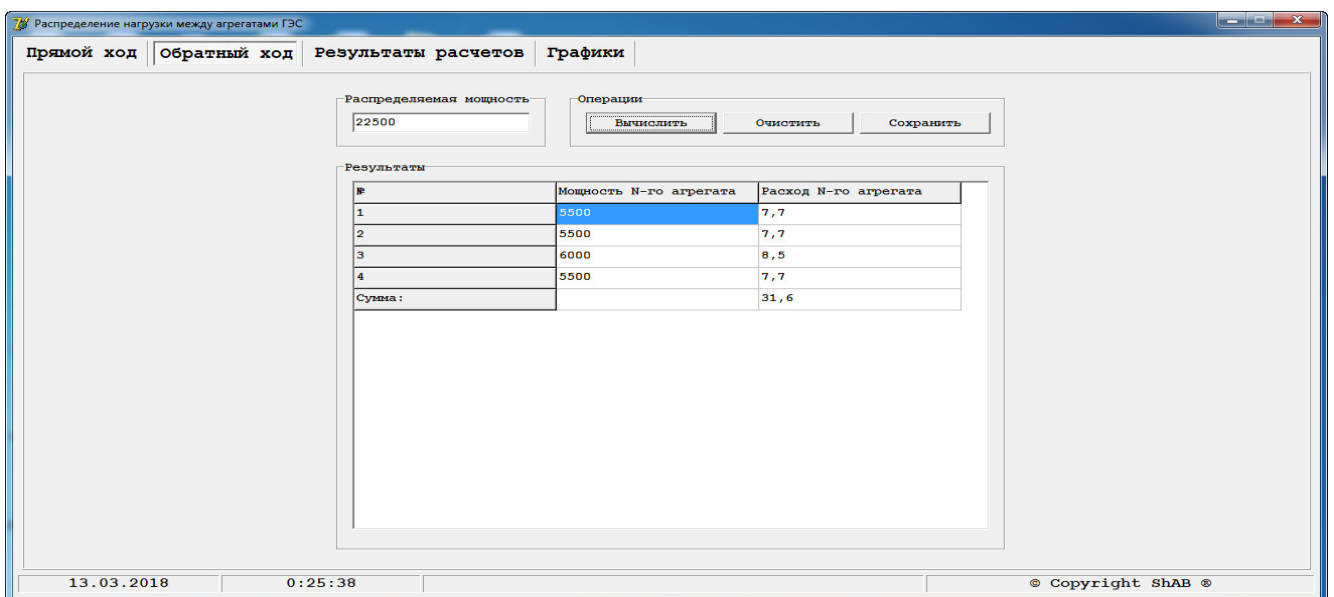 Распределение нагрузки между агрегатами ГЭС
Прямой ход Обратный ход Результаты расчетов Графики
Распределяемая мощность Операции
22500 Вычислить Очистить Сохранить
Результаты
№ Мощность N-го агрегата Расход N-го агрегата
1 5500 7,7
2 5500 7,7
3 6000 8,5
4 5500 7,7
Сумма: 31,6
13.03.2018 0:25:38 © Copyright ShAB ®